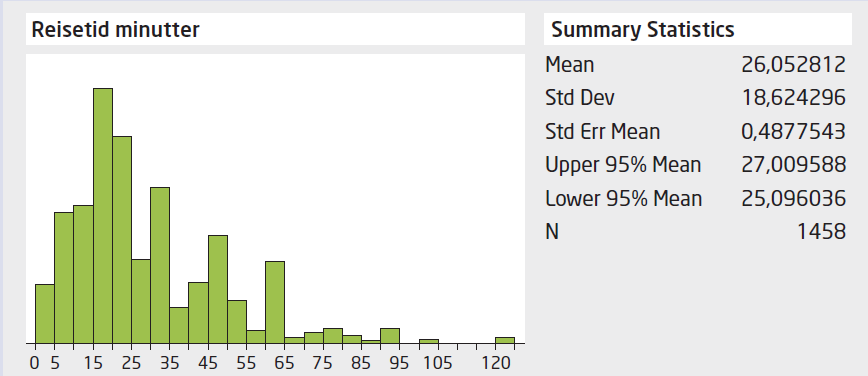 Reisetid minutter
0 5 15 25 35 45 55 65 75 85 95 105 120
Summary Statistics
Mean 26,052812
Std Dev 18,624296
Std Err Mean 0,4877543
Upper 95% Mean 27,009588
Lower 95% Mean 25,096036
N 1458